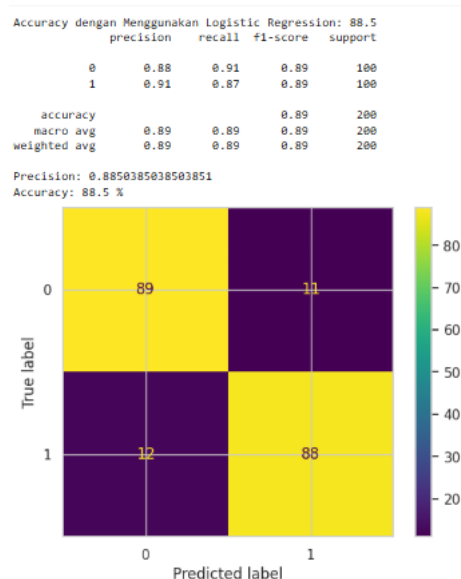 Accuracy dengan Menggunakan Logistic Regression: 88.5
precision recall f1-score support
0 0.88 0.91 0.89 100
1 0.91 0.87 0.89 100
accuracy 0.89 200
macro avg 0.89 0.89 0.89 200
weighted avg 0.89 0.89 0.89 200
Precision: 0.8850385038503851
Accuracy: 88.5 %
80
0 89 11
70
60
True label
50
40
1 12 88
30
20
0 1
Predicted label